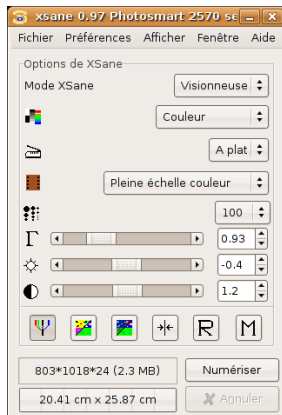 xsane 0.97 Photosmart 2570 se
Fichier Préférences Afficher Fenêtre Aide
Options de XSane
Mode XSane Visionneuse
Couleur
A plat
Pleine échelle couleur
100
Γ 0.93
-0.4
1.2
R M
803*1018*24 (2.3 MB) Numériser
20.41 cm x 25.87 cm Annuler